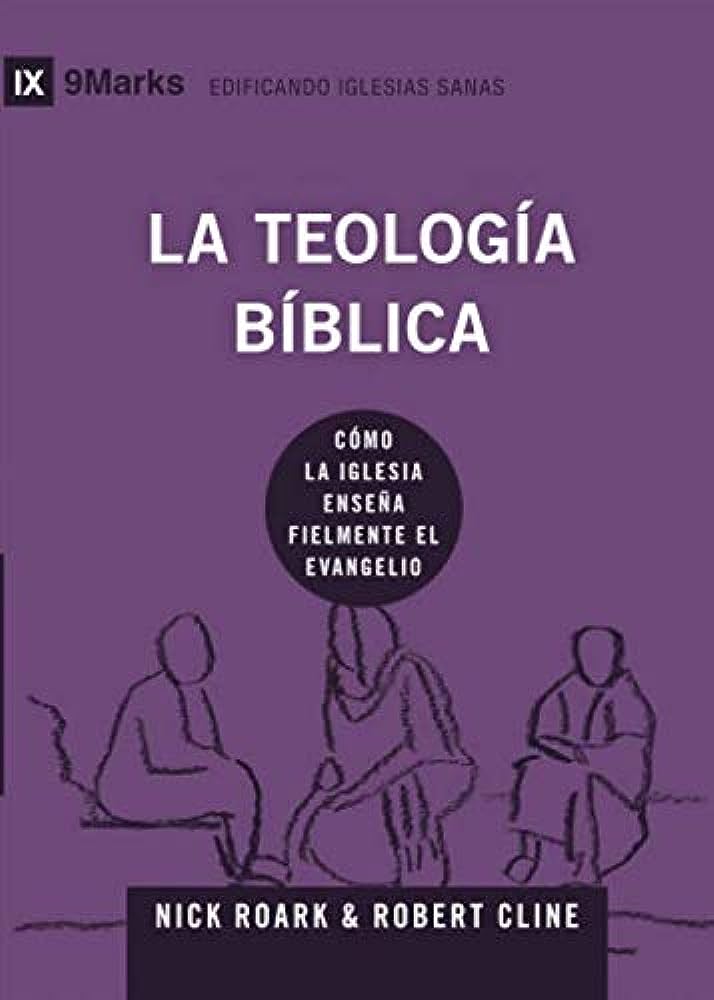 IX 9Marks EDIFICANDO IGLESIAS SANAS
LA TEOLOGÍA
BÍBLICA
CÓMO
LA IGLESIA
ENSEÑA
FIELMENTE EL
EVANGELIO
NICK ROARK & ROBERT CLINE